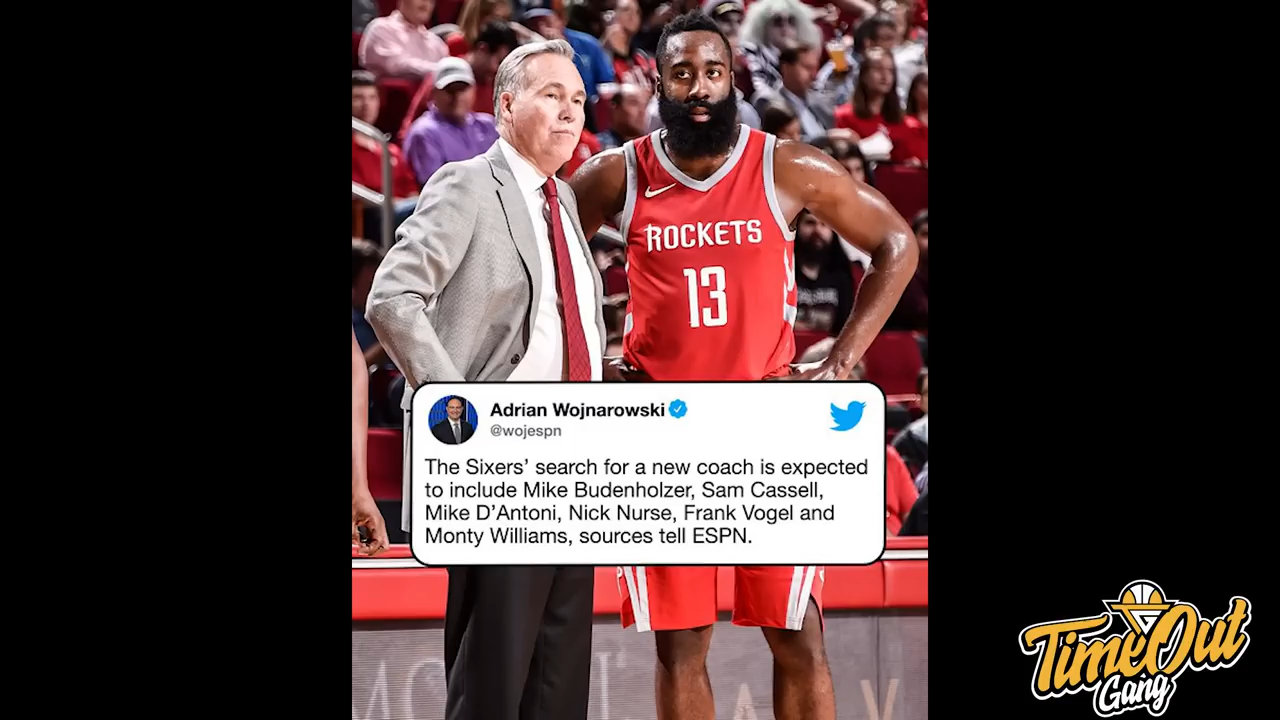 ROCKETS
13
Adrian Wojnarowski
@wojespn
The Sixers’ search for a new coach is expected
to include Mike Budenholzer, Sam Cassell,
Mike D’Antoni, Nick Nurse, Frank Vogel and
Monty Williams, sources tell ESPN.
TimeOut
Gang